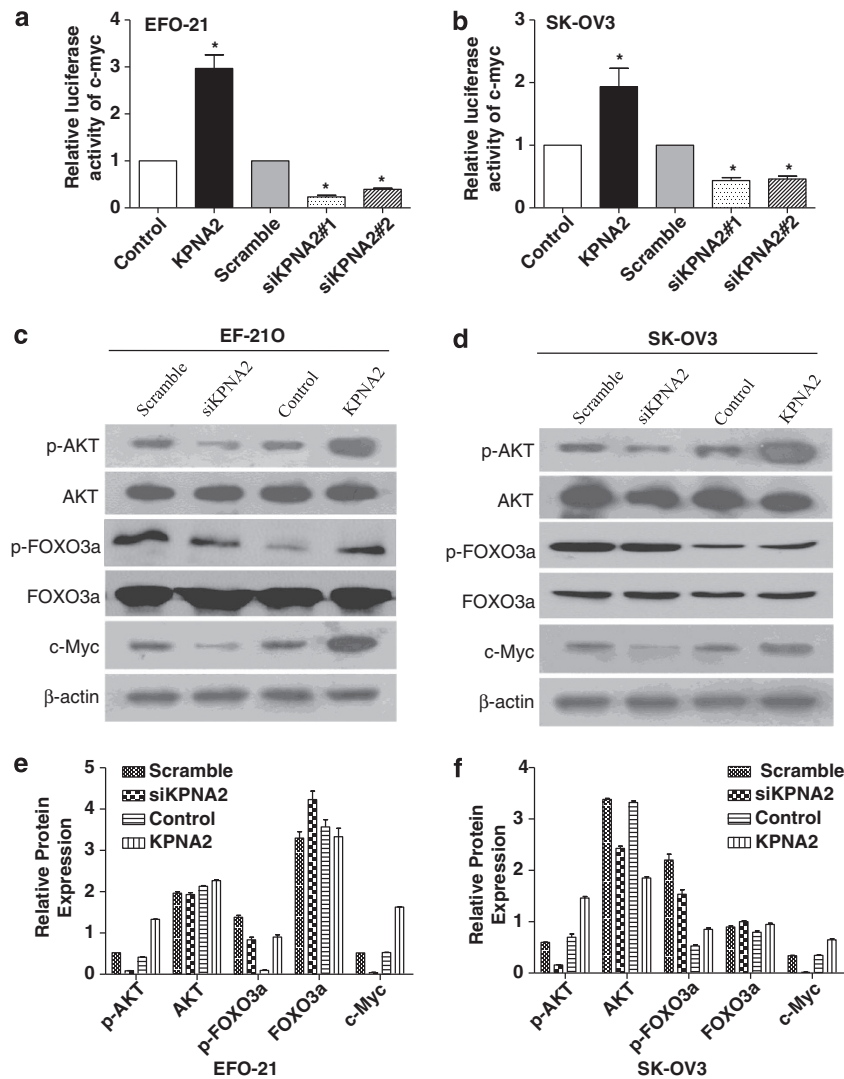 a
EFO-21
Relative luciferase
activity of c-myc
4
3
2
1
0
*
*
*
Control
KPNA2
Scramble
siKPNA2#1
siKPNA2#2
b
SK-OV3
Relative luciferase
activity of c-myc
3
2
1
0
*
*
*
Control
KPNA2
Scramble
siKPNA2#1
siKPNA2#2
c
EF-21O
Scramble
siKPNA2
Control
KPNA2
p-AKT
AKT
p-FOXO3a
FOXO3a
c-Myc
β-actin
d
SK-OV3
Scramble
siKPNA2
Control
KPNA2
p-AKT
AKT
p-FOXO3a
FOXO3a
c-Myc
β-actin
e
Relative Protein
Expression
5
4
3
2
1
0
Scramble
siKPNA2
Control
KPNA2
p-AKT
AKT
p-FOXO3a
FOXO3a
c-Myc
EFO-21
f
Relative Protein
Expression
4
3
2
1
0
Scramble
siKPNA2
Control
KPNA2
p-AKT
AKT
p-FOXO3a
FOXO3a
c-Myc
SK-OV3